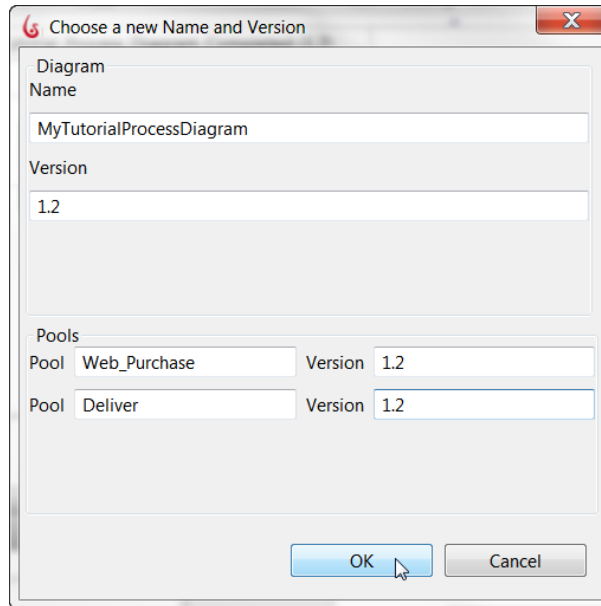 Choose a new Name and Version
Diagram
Name
MyTutorialProcessDiagram
Version
1.2
Pools
Pool Web_Purchase Version 1.2
Pool Deliver Version 1.2
OK Cancel